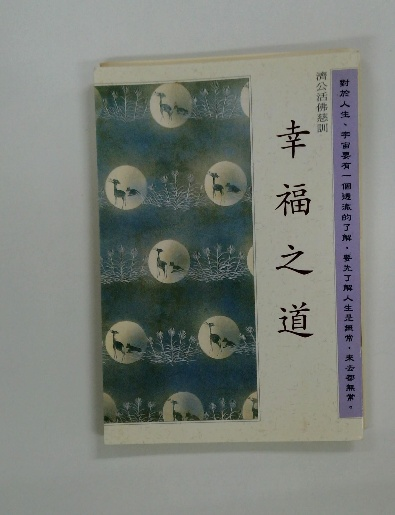 對於人生、宇宙要有一個透澈的了解，要先了解人生是無常，來去都無常。
濟公活佛慈訓
幸福之道